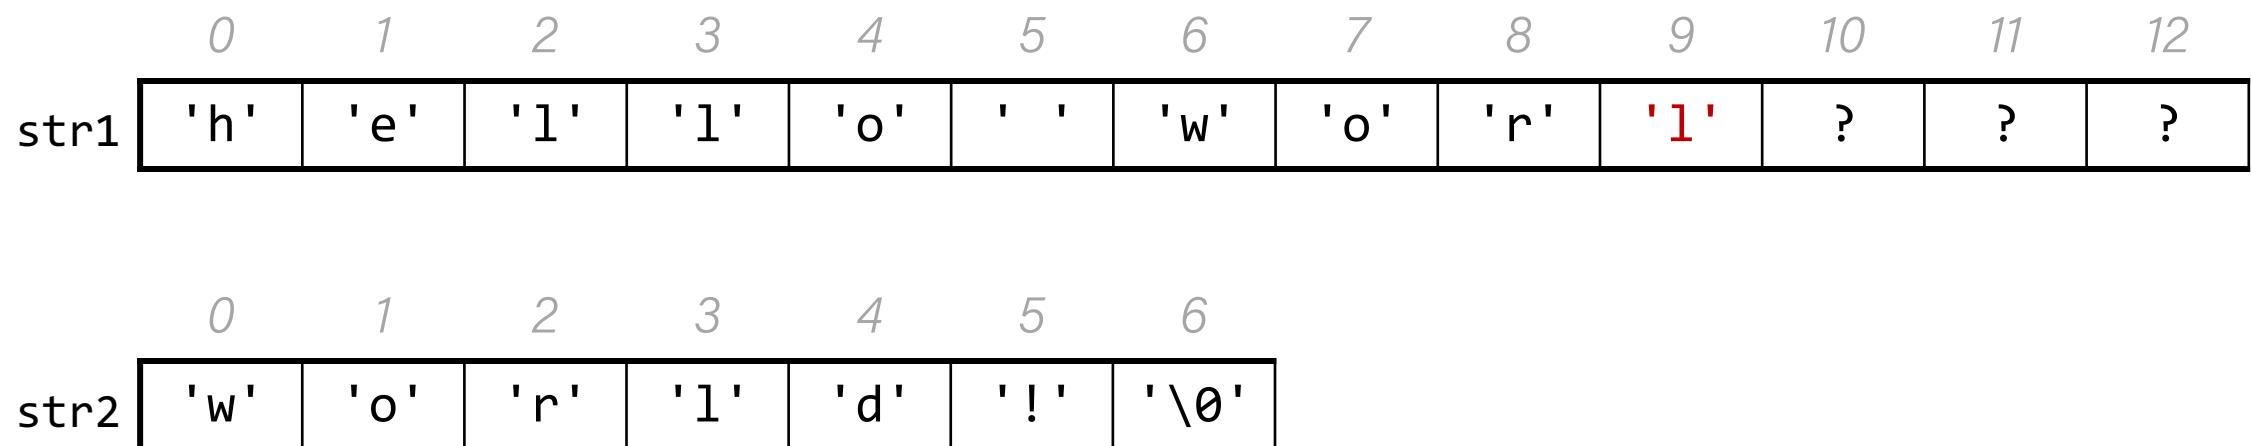 0 1 2 3 4 5 6 7 8 9 10 11 12
str1 'h' 'e' 'l' 'l' 'o' ' ' 'w' 'o' 'r' 'l' ? ? ?
0 1 2 3 4 5 6
str2 'w' 'o' 'r' 'l' 'd' '!' '\0'